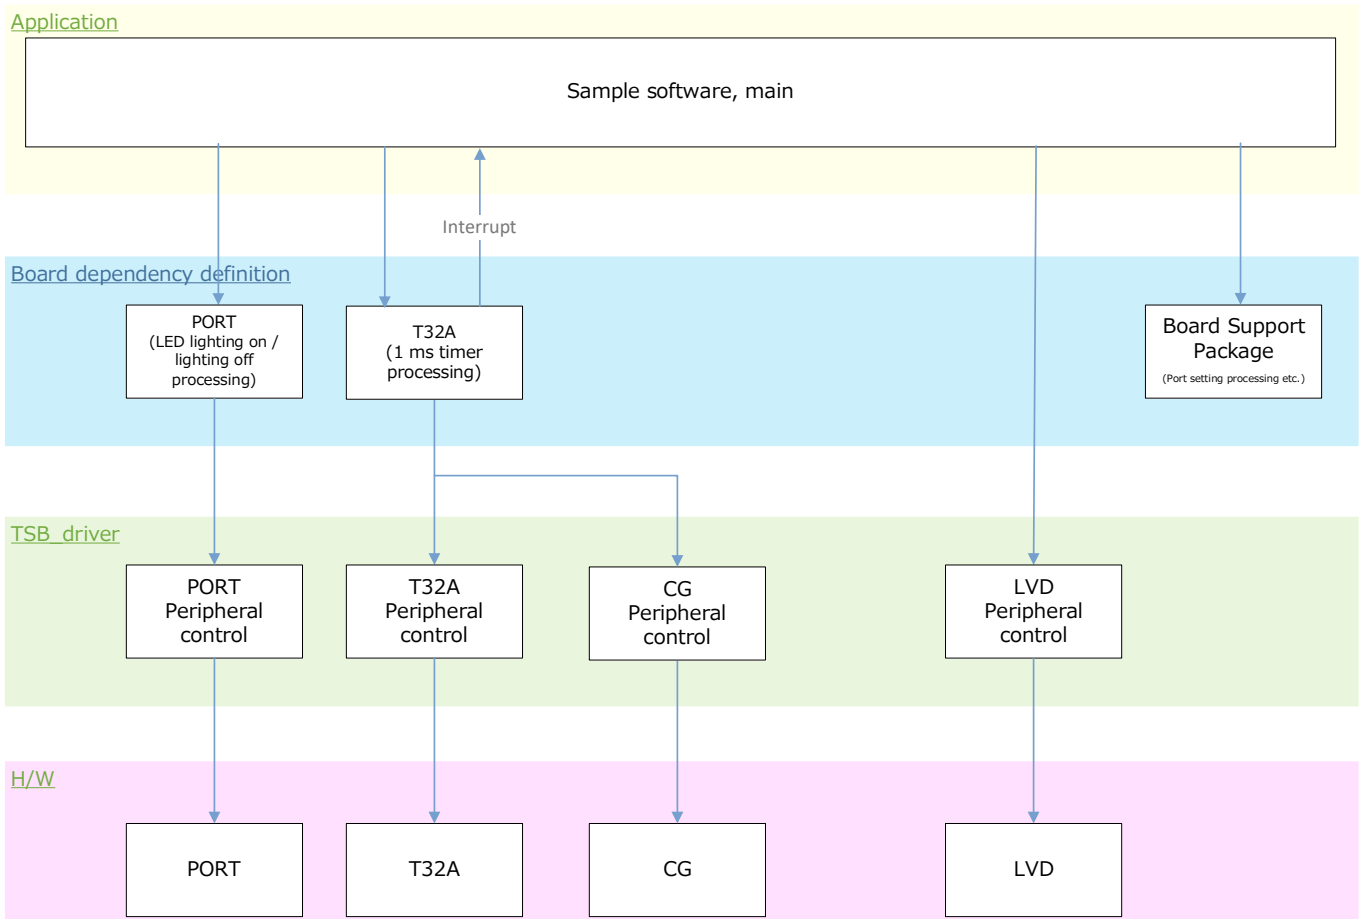 Application
Sample software, main
Interrupt
Board dependency definition
PORT
(LED lighting on /
lighting off
processing)
T32A
(1 ms timer
processing)
Board Support
Package
(Port setting processing etc.)
TSB_driver
PORT
Peripheral
control
T32A
Peripheral
control
CG
Peripheral
control
LVD
Peripheral
control
H/W
PORT
T32A
CG
LVD